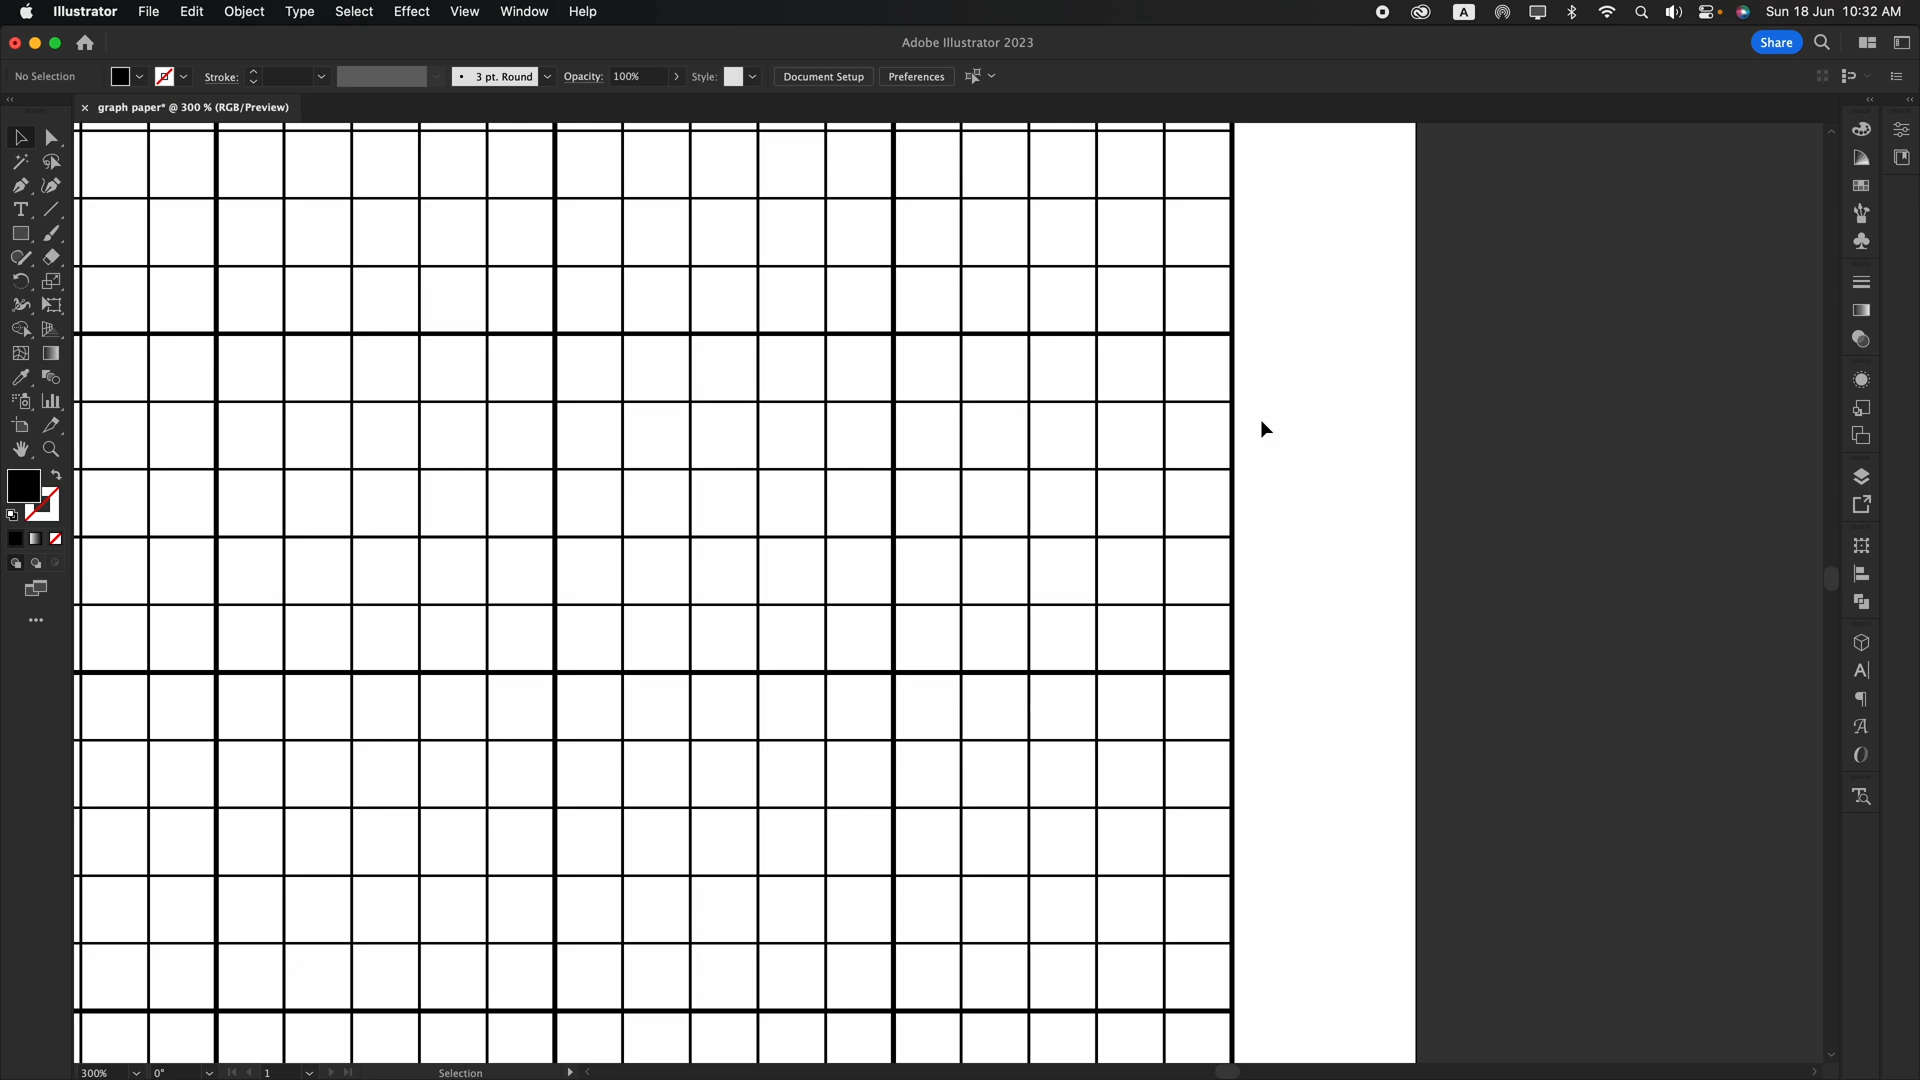 Illustrator File Edit Object Type Select Effect View Window Help A Sun 18 Jun 10:32 AM
Adobe Illustrator 2023 Share
No Selection Stroke: 3 pt. Round Opacity: 100% Style: Document Setup Preferences
× graph paper* @ 300 % (RGB/Preview)
300% 0° 1 Selection